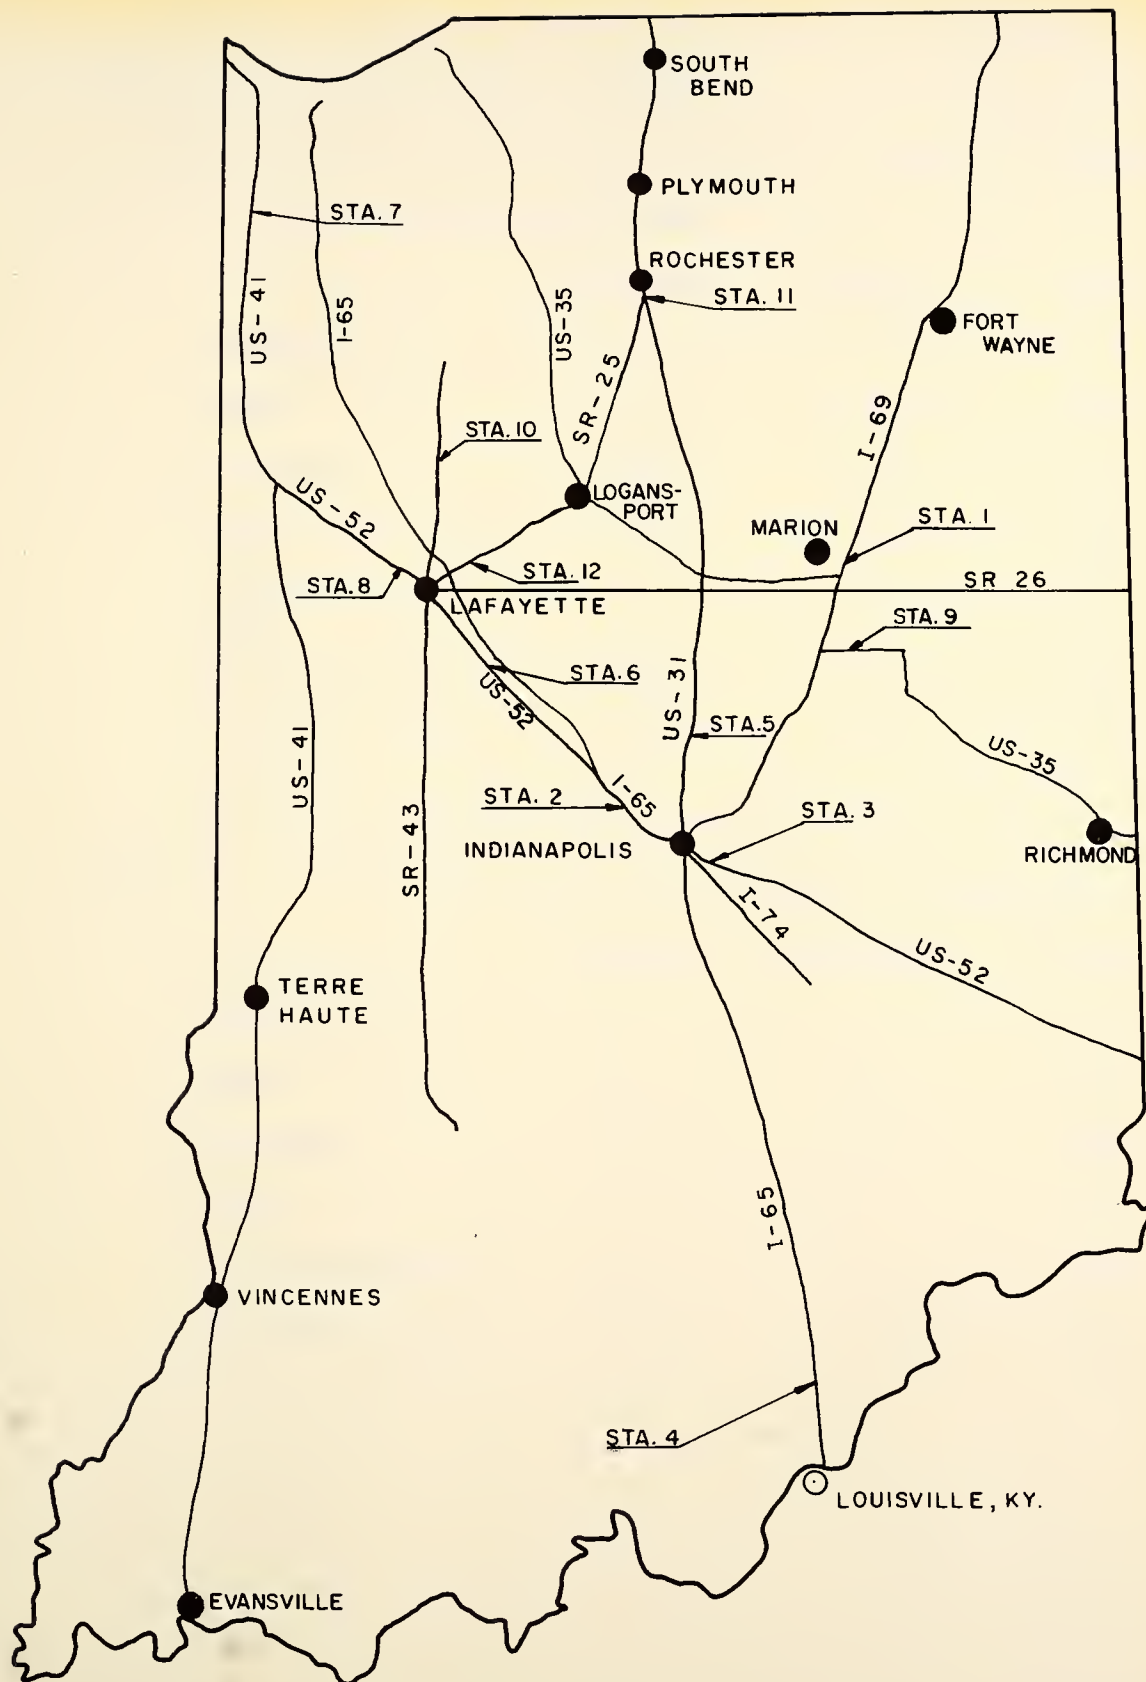 SOUTH
BEND
PLYMOUTH
STA. 7
ROCHESTER
STA. 11
US-41
I-65
US-35
FORT
WAYNE
SR-25
I-69
STA. 10
US-52
LOGANS-
PORT
STA. 1
MARION
STA. 8
STA. 12
SR 26
LAFAYETTE
STA. 9
STA. 6
US-52
US-31
STA. 5
US-41
US-35
STA. 2
I-65
STA. 3
SR-43
INDIANAPOLIS
RICHMOND
I-74
US-52
TERRE
HAUTE
I-65
VINCENNES
STA. 4
LOUISVILLE, KY.
EVANSVILLE